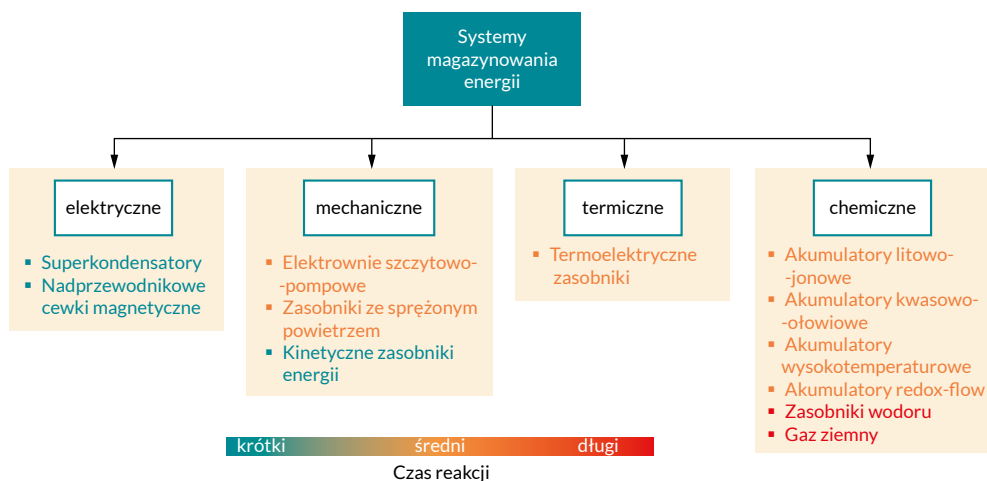 Systemy
magazynowania
energii
elektryczne
▪ Superkondensatory
▪ Nadprzewodnikowe
cewki magnetyczne
mechaniczne
▪ Elektrownie szczytowo-
-pompowe
▪ Zasobniki ze sprężonym
powietrzem
▪ Kinetyczne zasobniki
energii
termiczne
▪ Termoelektryczne
zasobniki
chemiczne
▪ Akumulatory litowo-
-jonowe
▪ Akumulatory kwasowo-
-ołowiowe
▪ Akumulatory
wysokotemperaturowe
▪ Akumulatory redox-flow
▪ Zasobniki wodoru
▪ Gaz ziemny
krótki średni długi
Czas reakcji